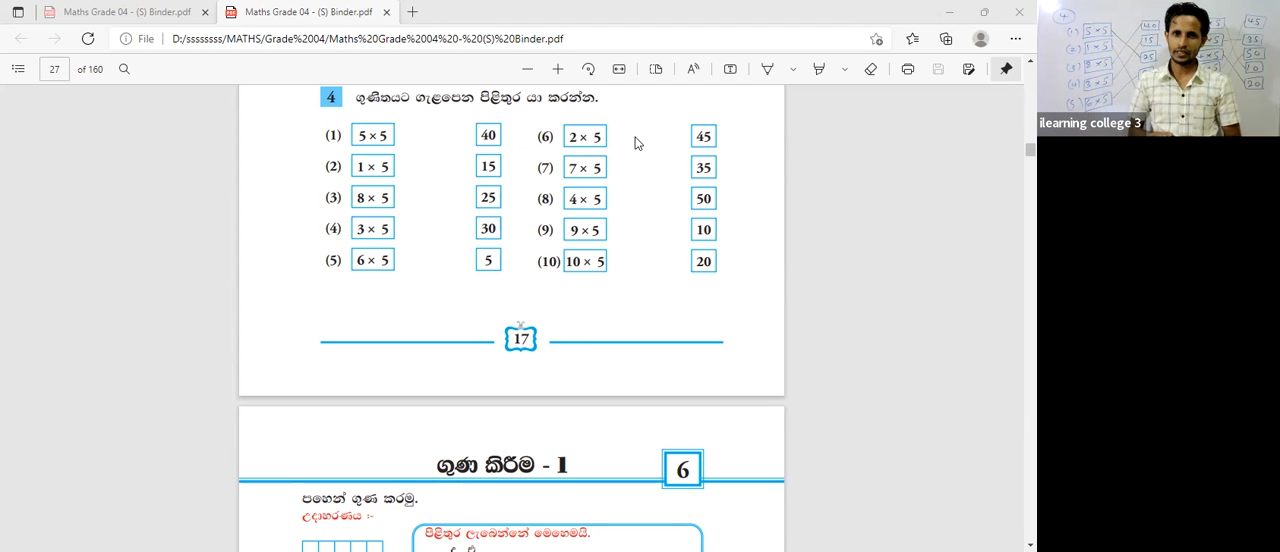 Maths Grade 04 - (S) Binder.pdf
Maths Grade 04 - (S) Binder.pdf
File
D:/ssssssss/MATHS/Grade%2004/Maths%20Grade%2004%20-%20(S)%20Binder.pdf
27 of 160
4 ගුණිතයට ගැළපෙන පිළිතුර යා කරන්න.
(1) 5 × 5 40 (6) 2 × 5 45
(2) 1 × 5 15 (7) 7 × 5 35
(3) 8 × 5 25 (8) 4 × 5 50
(4) 3 × 5 30 (9) 9 × 5 10
(5) 6 × 5 5 (10) 10 × 5 20
17
ගුණ කිරීම - 1 6
පහෙන් ගුණ කරමු.
උදාහරණය :-
පිළිතුර ලැබෙන්නේ මෙහෙමයි.
ilearning college 3